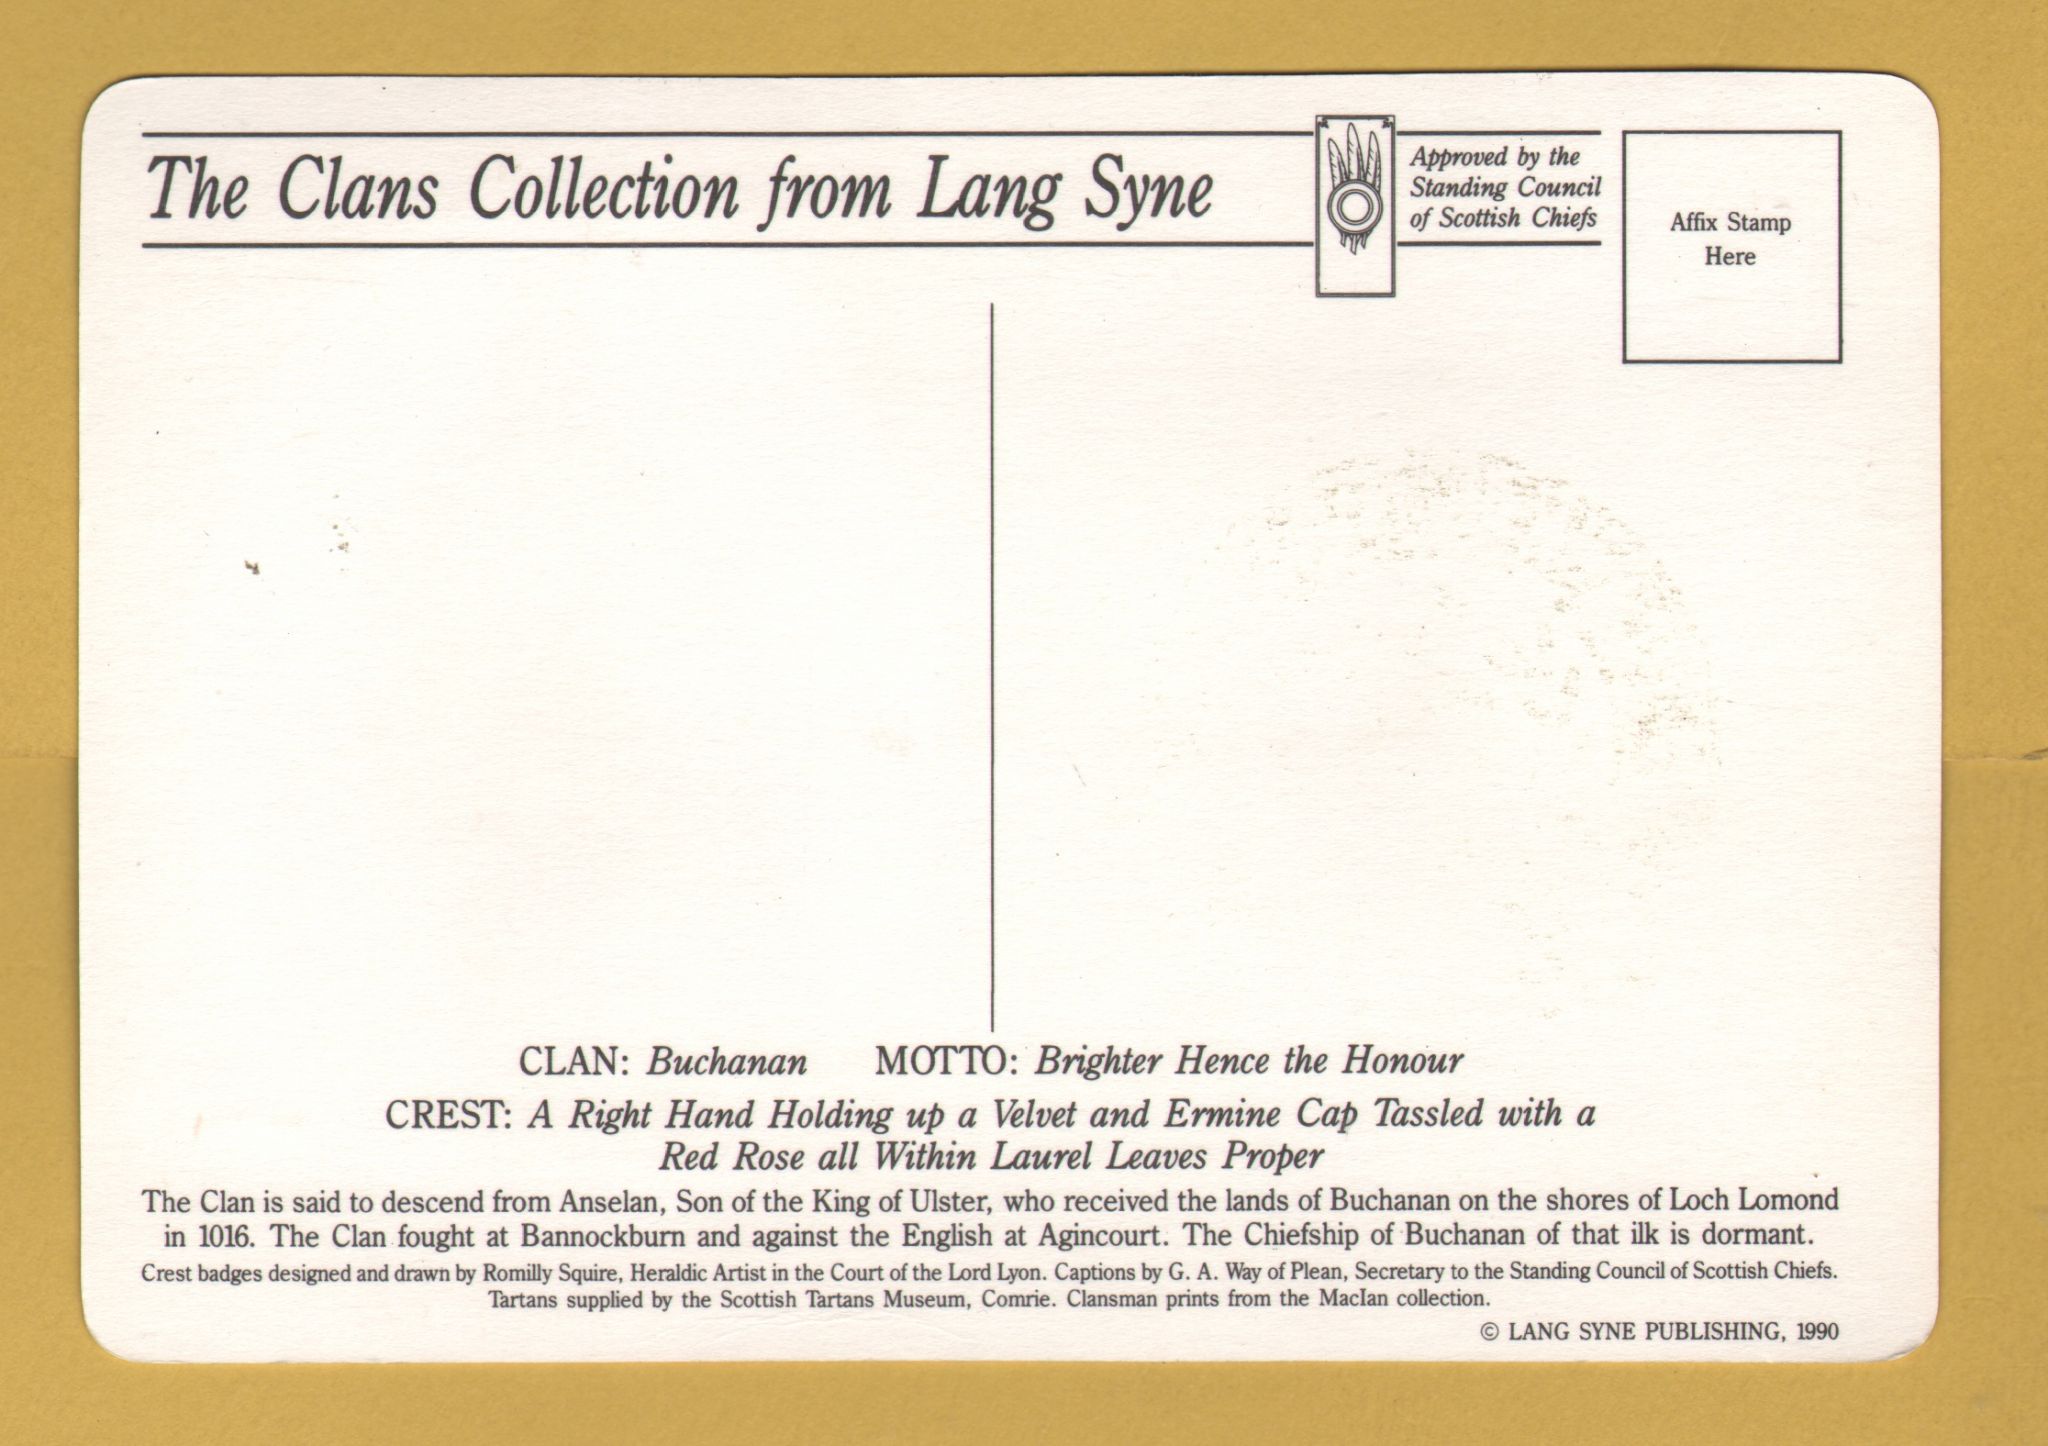 The Clans Collection from Lang Syne
Approved by the
Standing Council
of Scottish Chiefs
Affix Stamp
Here
CLAN: Buchanan MOTTO: Brighter Hence the Honour
CREST: A Right Hand Holding up a Velvet and Ermine Cap Tassled with a
Red Rose all Within Laurel Leaves Proper
The Clan is said to descend from Anselan, Son of the King of Ulster, who received the lands of Buchanan on the shores of Loch Lomond
in 1016. The Clan fought at Bannockburn and against the English at Agincourt. The Chiefship of Buchanan of that ilk is dormant.
Crest badges designed and drawn by Romilly Squire, Heraldic Artist in the Court of the Lord Lyon. Captions by G. A. Way of Plean, Secretary to the Standing Council of Scottish Chiefs.
Tartans supplied by the Scottish Tartans Museum, Comrie. Clansman prints from the MacIan collection.
© LANG SYNE PUBLISHING, 1990